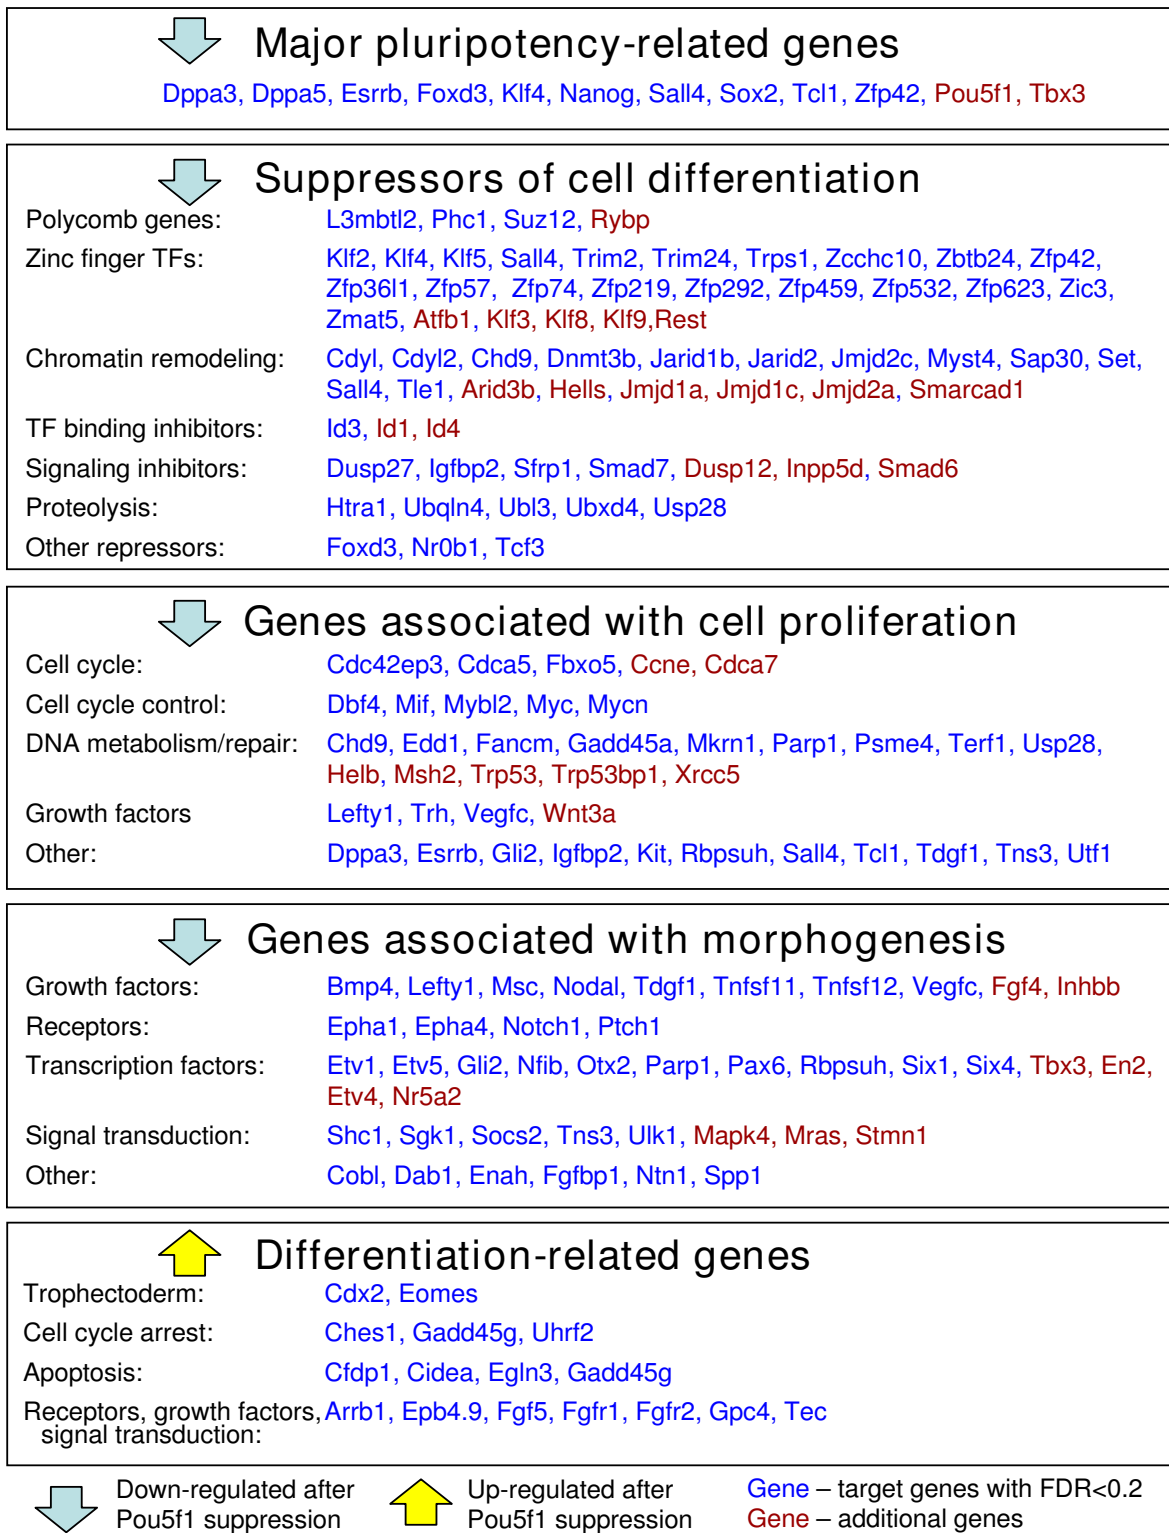 Major pluripotency-related genes
Dppa3, Dppa5, Esrrb, Foxd3, Klf4, Nanog, Sall4, Sox2, Tcl1, Zfp42, Pou5f1, Tbx3
Suppressors of cell differentiation
Polycomb genes: L3mbtl2, Phc1, Suz12, Rybp
Zinc finger TFs: Klf2, Klf4, Klf5, Sall4, Trim2, Trim24, Trps1, Zcchc10, Zbtb24, Zfp42,
Zfp36l1, Zfp57, Zfp74, Zfp219, Zfp292, Zfp459, Zfp532, Zfp623, Zic3,
Zmat5, Atfb1, Klf3, Klf8, Klf9,Rest
Chromatin remodeling: Cdyl, Cdyl2, Chd9, Dnmt3b, Jarid1b, Jarid2, Jmjd2c, Myst4, Sap30, Set,
Sall4, Tle1, Arid3b, Hells, Jmjd1a, Jmjd1c, Jmjd2a, Smarcad1
TF binding inhibitors: Id3, Id1, Id4
Signaling inhibitors: Dusp27, Igfbp2, Sfrp1, Smad7, Dusp12, Inpp5d, Smad6
Proteolysis: Htra1, Ubqln4, Ubl3, Ubxd4, Usp28
Other repressors: Foxd3, Nr0b1, Tcf3
Genes associated with cell proliferation
Cell cycle: Cdc42ep3, Cdca5, Fbxo5, Ccne, Cdca7
Cell cycle control: Dbf4, Mif, Mybl2, Myc, Mycn
DNA metabolism/repair: Chd9, Edd1, Fancm, Gadd45a, Mkrn1, Parp1, Psme4, Terf1, Usp28,
Helb, Msh2, Trp53, Trp53bp1, Xrcc5
Growth factors Lefty1, Trh, Vegfc, Wnt3a
Other: Dppa3, Esrrb, Gli2, Igfbp2, Kit, Rbpsuh, Sall4, Tcl1, Tdgf1, Tns3, Utf1
Genes associated with morphogenesis
Growth factors: Bmp4, Lefty1, Msc, Nodal, Tdgf1, Tnfsf11, Tnfsf12, Vegfc, Fgf4, Inhbb
Receptors: Epha1, Epha4, Notch1, Ptch1
Transcription factors: Etv1, Etv5, Gli2, Nfib, Otx2, Parp1, Pax6, Rbpsuh, Six1, Six4, Tbx3, En2,
Etv4, Nr5a2
Signal transduction: Shc1, Sgk1, Socs2, Tns3, Ulk1, Mapk4, Mras, Stmn1
Other: Cobl, Dab1, Enah, Fgfbp1, Ntn1, Spp1
Differentiation-related genes
Trophectoderm: Cdx2, Eomes
Cell cycle arrest: Ches1, Gadd45g, Uhrf2
Apoptosis: Cfdp1, Cidea, Egln3, Gadd45g
Receptors, growth factors, Arrb1, Epb4.9, Fgf5, Fgfr1, Fgfr2, Gpc4, Tec
signal transduction:
Down-regulated after Up-regulated after Gene – target genes with FDR<0.2
Pou5f1 suppression Pou5f1 suppression Gene – additional genes